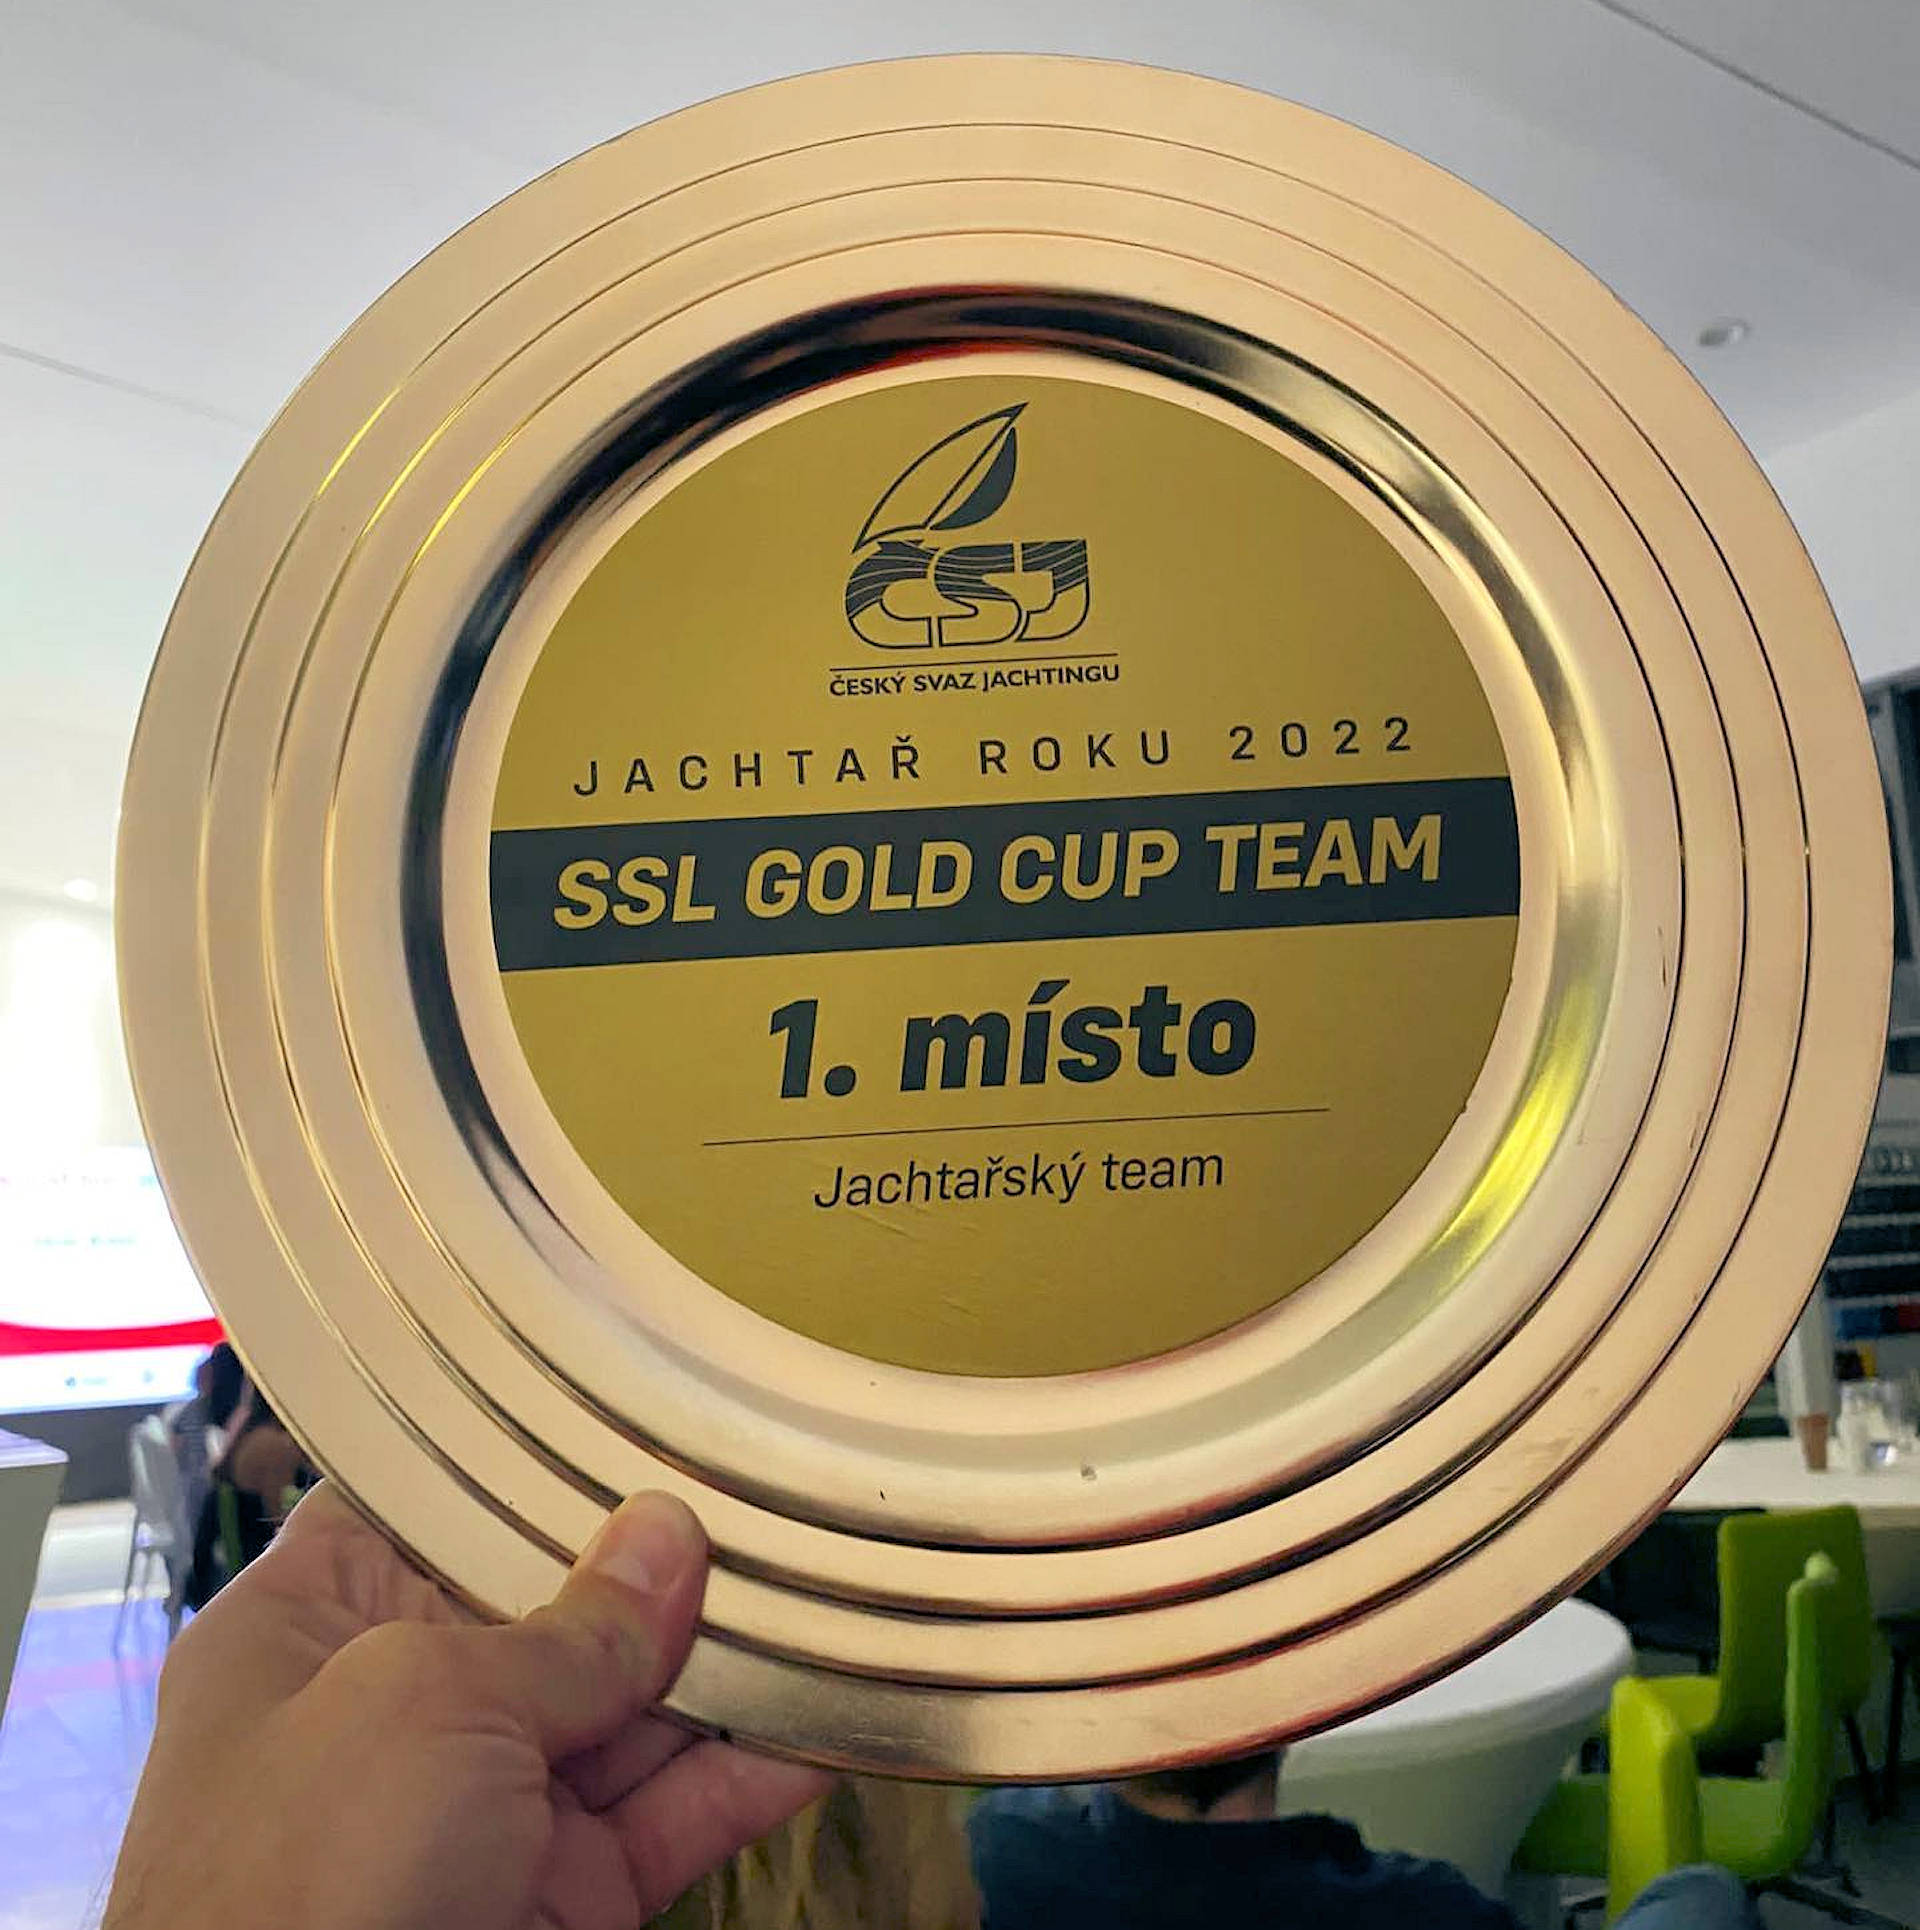 ČSJ
ČESKÝ SVAZ JACHTINGU
JACHTAŘ ROKU 2022
SSL GOLD CUP TEAM
1. místo
Jachtařský team